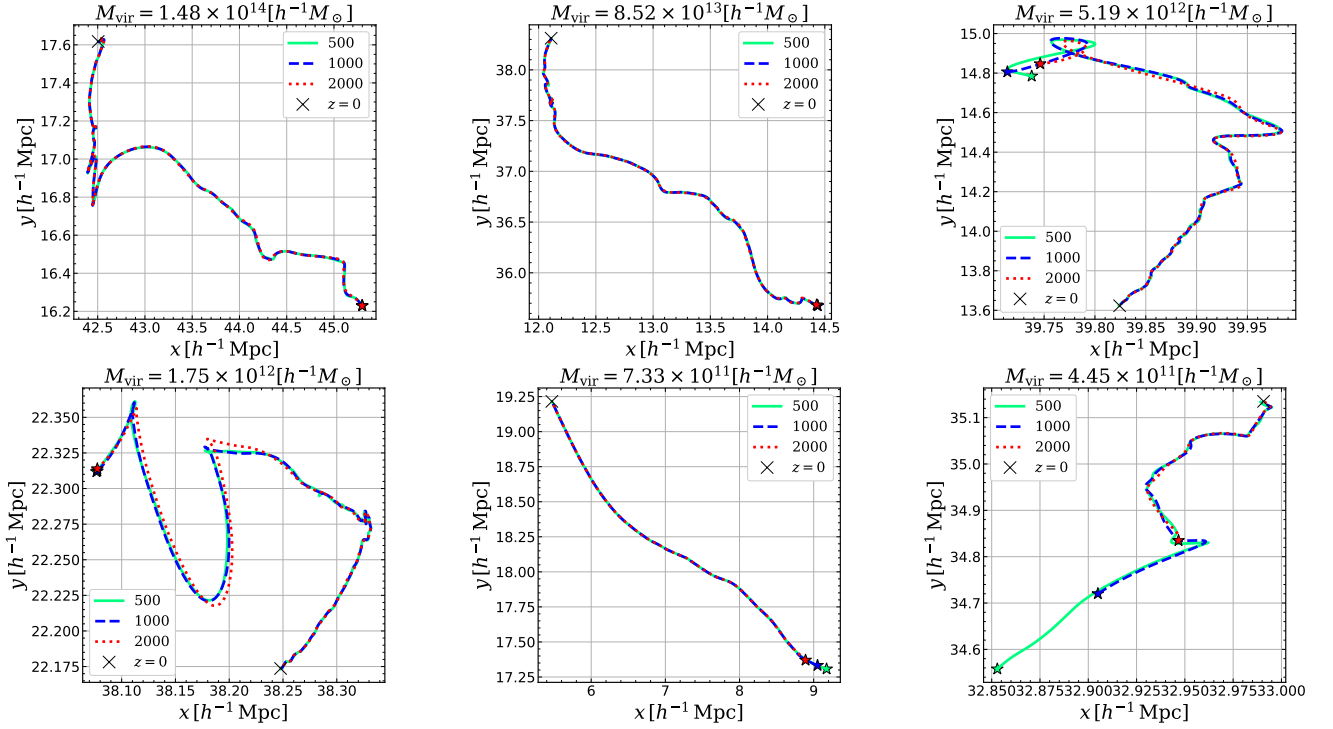 M_vir = 1.48 × 10^14 [h^−1 M_⊙]
17.6
17.4
17.2
17.0
16.8
16.6
16.4
16.2
y [h^−1 Mpc]
500
1000
2000
z = 0
42.5 43.0 43.5 44.0 44.5 45.0
x [h^−1 Mpc]
M_vir = 8.52 × 10^13 [h^−1 M_⊙]
38.0
37.5
37.0
36.5
36.0
y [h^−1 Mpc]
500
1000
2000
z = 0
12.0 12.5 13.0 13.5 14.0 14.5
x [h^−1 Mpc]
M_vir = 5.19 × 10^12 [h^−1 M_⊙]
15.0
14.8
14.6
14.4
14.2
14.0
13.8
13.6
y [h^−1 Mpc]
500
1000
2000
z = 0
39.75 39.80 39.85 39.90 39.95
x [h^−1 Mpc]
M_vir = 1.75 × 10^12 [h^−1 M_⊙]
22.350
22.325
22.300
22.275
22.250
22.225
22.200
22.175
y [h^−1 Mpc]
500
1000
2000
z = 0
38.10 38.15 38.20 38.25 38.30
x [h^−1 Mpc]
M_vir = 7.33 × 10^11 [h^−1 M_⊙]
19.25
19.00
18.75
18.50
18.25
18.00
17.75
17.50
17.25
y [h^−1 Mpc]
500
1000
2000
z = 0
6 7 8 9
x [h^−1 Mpc]
M_vir = 4.45 × 10^11 [h^−1 M_⊙]
35.1
35.0
34.9
34.8
34.7
34.6
y [h^−1 Mpc]
500
1000
2000
z = 0
32.850 32.875 32.900 32.925 32.950 32.975 33.000
x [h^−1 Mpc]